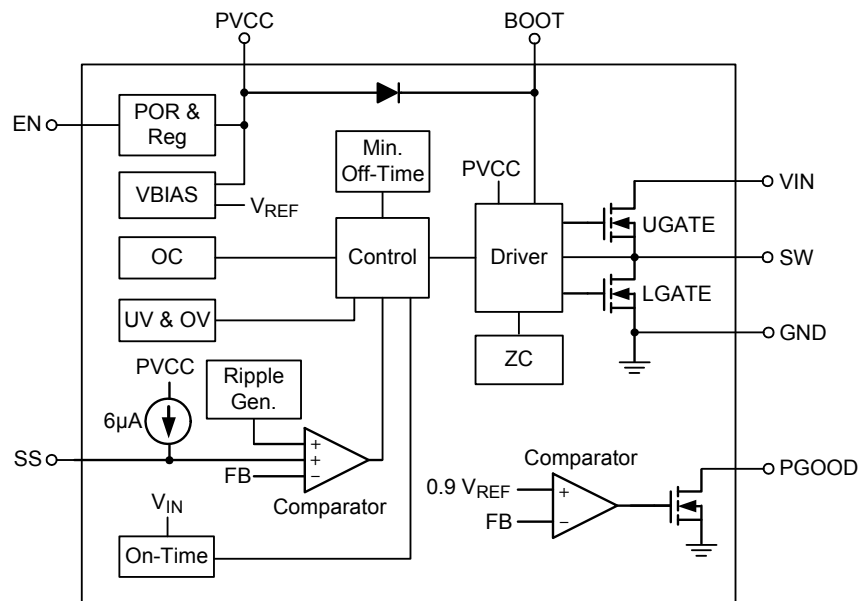 PVCC
BOOT
EN
POR &
Reg
Min.
Off-Time
VIN
VBIAS
VREF
PVCC
UGATE
OC
Control
Driver
SW
LGATE
UV & OV
GND
ZC
PVCC
Ripple
Gen.
6µA
SS
+
+
−
FB
Comparator
Comparator
PGOOD
0.9 VREF
+
FB
−
VIN
On-Time